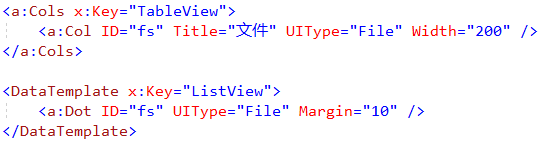 <a:Cols x:Key="TableView">
    <a:Col ID="fs" Title="文件" UIType="File" Width="200" />
</a:Cols>

<DataTemplate x:Key="ListView">
    <a:Dot ID="fs" UIType="File" Margin="10" />
</DataTemplate>